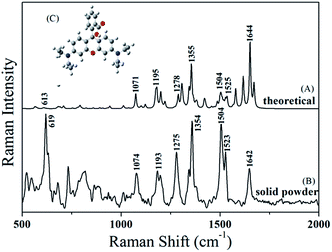 (C)
1644
1355
1504
1195
1278
1525
1071
(A)
613
theoretical
619
1354
1504
1275
1523
1074
1193
1642
(B)
solid powder
Raman Intensity
500 1000 1500 2000
Raman Shift (cm-1)